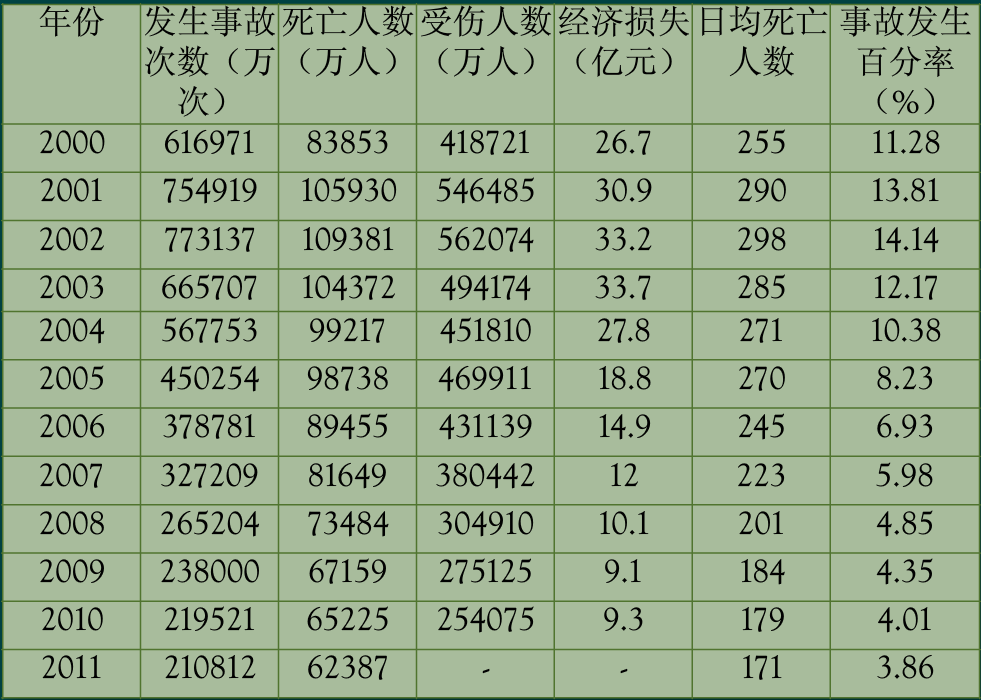 年份 发生事故次数（万次） 死亡人数（万人） 受伤人数（万人） 经济损失（亿元） 日均死亡人数 事故发生百分率（%）
2000 616971 83853 418721 26.7 255 11.28
2001 754919 105930 546485 30.9 290 13.81
2002 773137 109381 562074 33.2 298 14.14
2003 665707 104372 494174 33.7 285 12.17
2004 567753 99217 451810 27.8 271 10.38
2005 450254 98738 469911 18.8 270 8.23
2006 378781 89455 431139 14.9 245 6.93
2007 327209 81649 380442 12 223 5.98
2008 265204 73484 304910 10.1 201 4.85
2009 238000 67159 275125 9.1 184 4.35
2010 219521 65225 254075 9.3 179 4.01
2011 210812 62387 - - 171 3.86